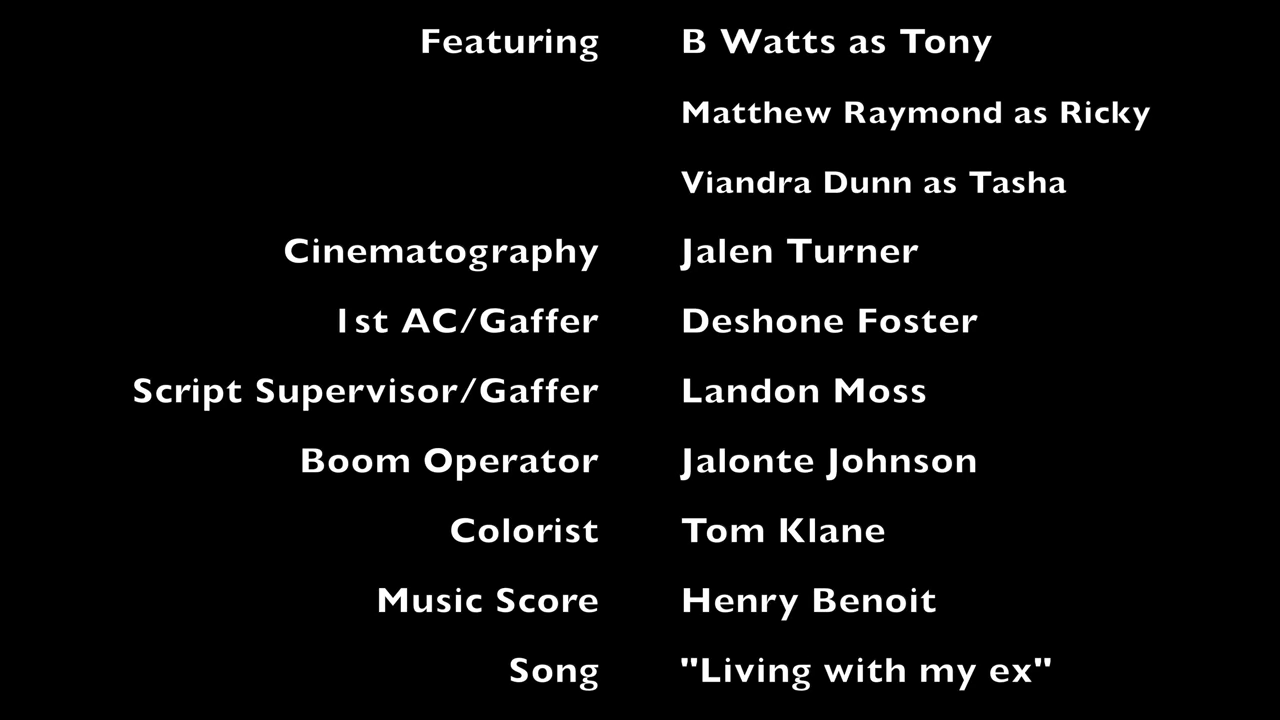 Featuring B Watts as Tony
Matthew Raymond as Ricky
Viandra Dunn as Tasha
Cinematography Jalen Turner
1st AC/Gaffer Deshone Foster
Script Supervisor/Gaffer Landon Moss
Boom Operator Jalonte Johnson
Colorist Tom Klane
Music Score Henry Benoit
Song "Living with my ex"